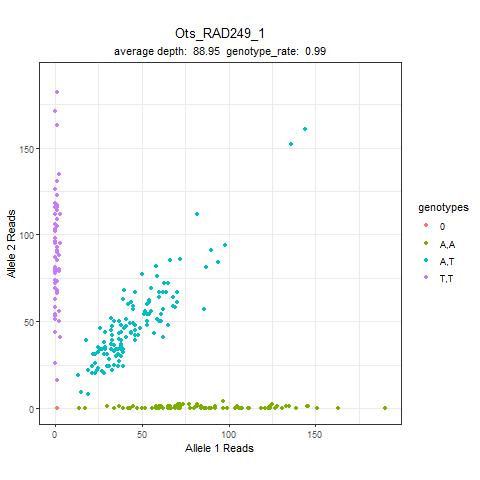 Ots_RAD249_1
average depth: 88.95 genotype_rate: 0.99
150
100
50
0
Allele 2 Reads
0 50 100 150
Allele 1 Reads
genotypes
0
A,A
A,T
T,T